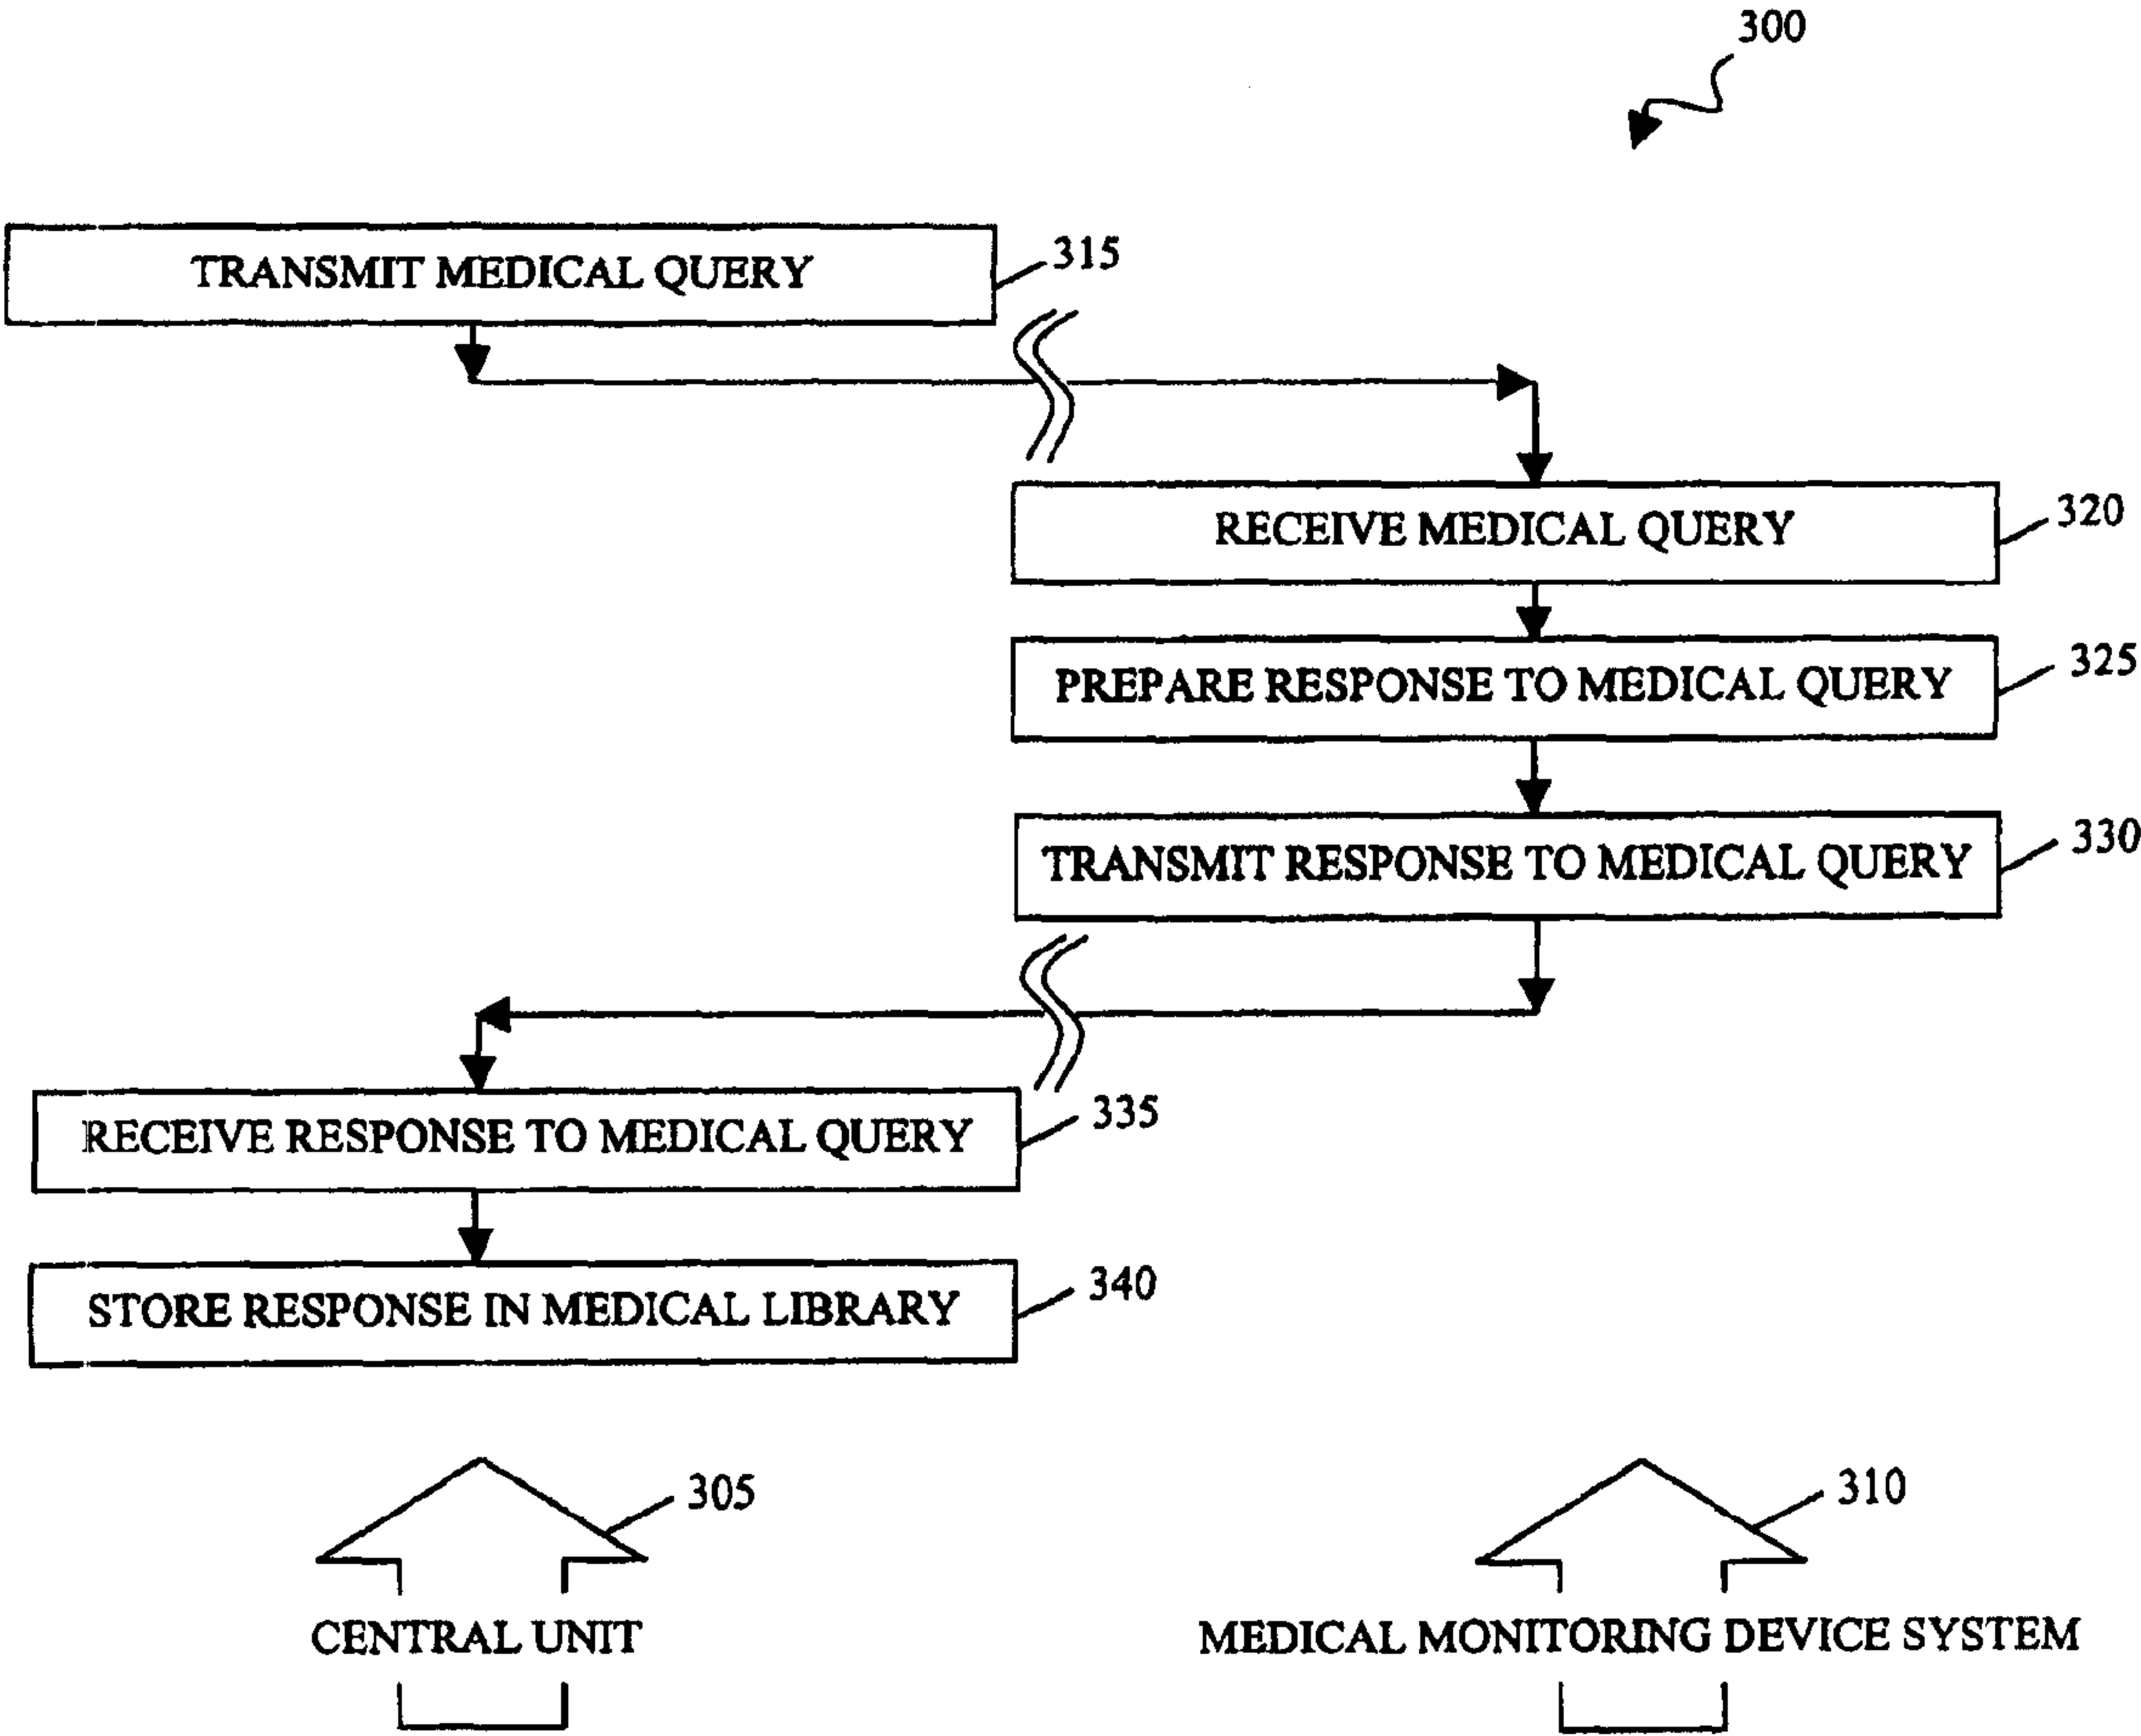 300
TRANSMIT MEDICAL QUERY
315
RECEIVE MEDICAL QUERY
320
PREPARE RESPONSE TO MEDICAL QUERY
325
TRANSMIT RESPONSE TO MEDICAL QUERY
330
RECEIVE RESPONSE TO MEDICAL QUERY
335
STORE RESPONSE IN MEDICAL LIBRARY
340
305
CENTRAL UNIT
310
MEDICAL MONITORING DEVICE SYSTEM